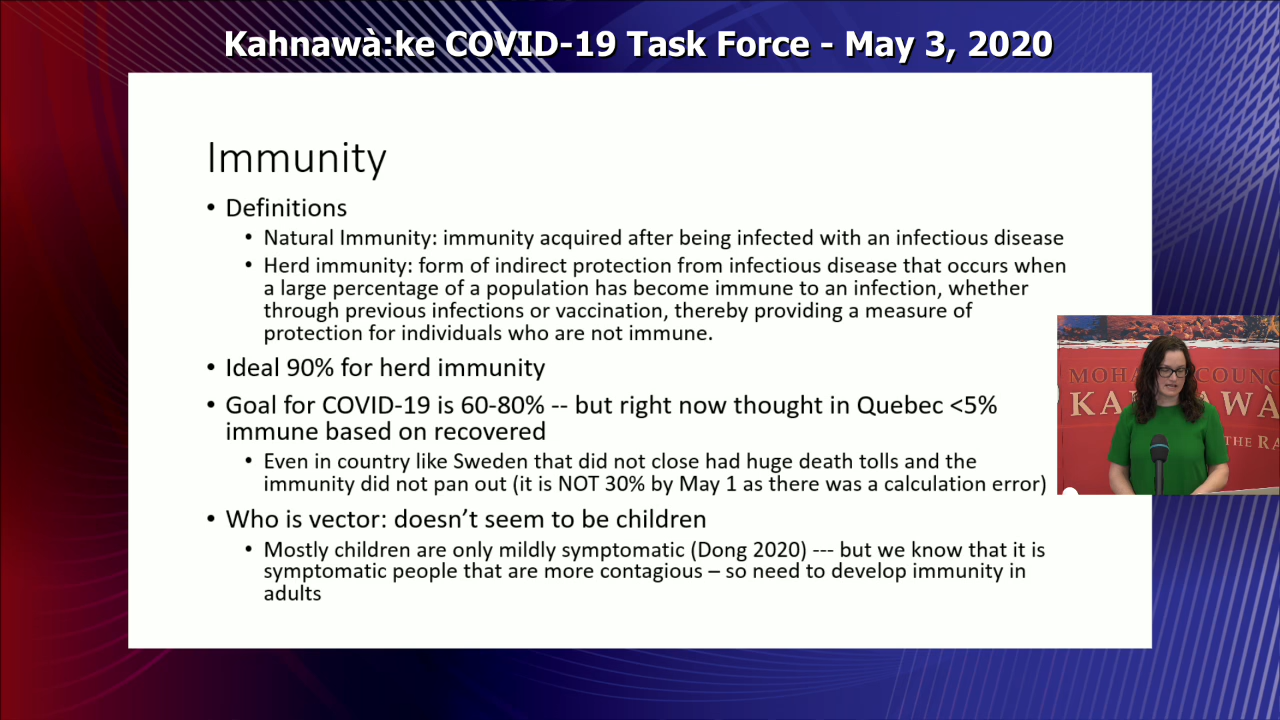 Kahnawà:ke COVID-19 Task Force - May 3, 2020
Immunity
• Definitions
• Natural Immunity: immunity acquired after being infected with an infectious disease
• Herd immunity: form of indirect protection from infectious disease that occurs when
a large percentage of a population has become immune to an infection, whether
through previous infections or vaccination, thereby providing a measure of
protection for individuals who are not immune.
• Ideal 90% for herd immunity
• Goal for COVID-19 is 60-80% -- but right now thought in Quebec <5%
immune based on recovered
• Even in country like Sweden that did not close had huge death tolls and the
immunity did not pan out (it is NOT 30% by May 1 as there was a calculation error)
• Who is vector: doesn’t seem to be children
• Mostly children are only mildly symptomatic (Dong 2020) --- but we know that it is
symptomatic people that are more contagious – so need to develop immunity in
adults
THE